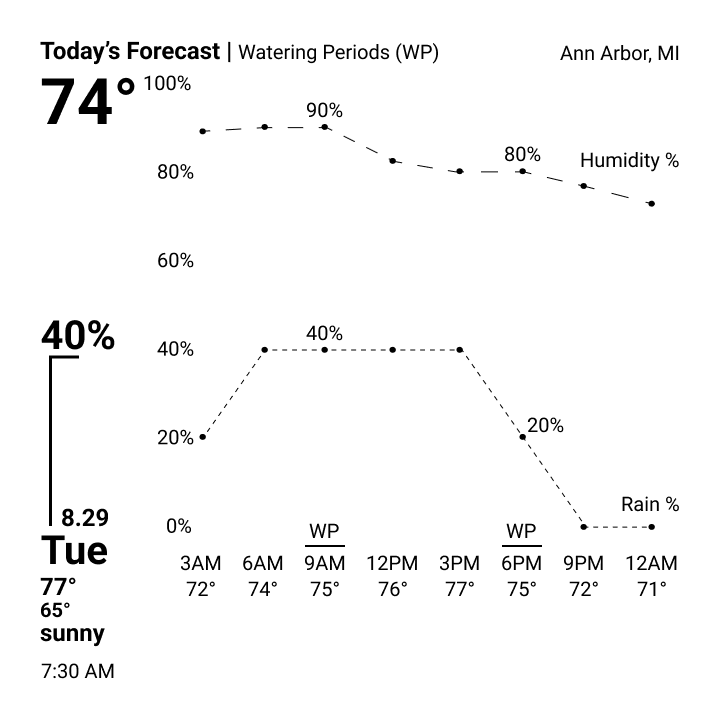 Today’s Forecast | Watering Periods (WP)
Ann Arbor, MI
74°
100%
90%
80%
Humidity %
80%
60%
40%
40%
40%
20%
20%
Rain %
0%
8.29
Tue
77°
65°
sunny
7:30 AM
WP WP
3AM 6AM 9AM 12PM 3PM 6PM 9PM 12AM
72° 74° 75° 76° 77° 75° 72° 71°